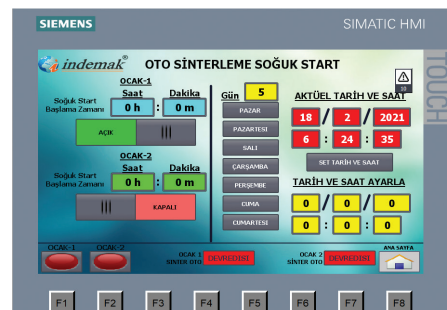 SIEMENS
SIMATIC HMI
TOUCH
indemak®
OTO SİNTERLEME SOĞUK START
10
OCAK-1
Saat Dakika
Soğuk Start
Başlama Zamanı
0 h : 0 m
AÇIK
OCAK-2
Saat Dakika
Soğuk Start
Başlama Zamanı
0 h : 0 m
KAPALI
Gün 5
PAZAR
PAZARTESİ
SALI
ÇARŞAMBA
PERŞEMBE
CUMA
CUMARTESİ
AKTÜEL TARİH VE SAAT
18 / 2 / 2021
6 : 24 : 35
SET TARİH VE SAAT
TARİH VE SAAT AYARLA
0 / 0 / 0
0 : 0 : 0
OCAK-1
OCAK-2
OCAK 1
SİNTER OTO
DEVREDIŞI
OCAK 2
SİNTER OTO
DEVREDIŞI
ANA SAYFA
F1 F2 F3 F4 F5 F6 F7 F8